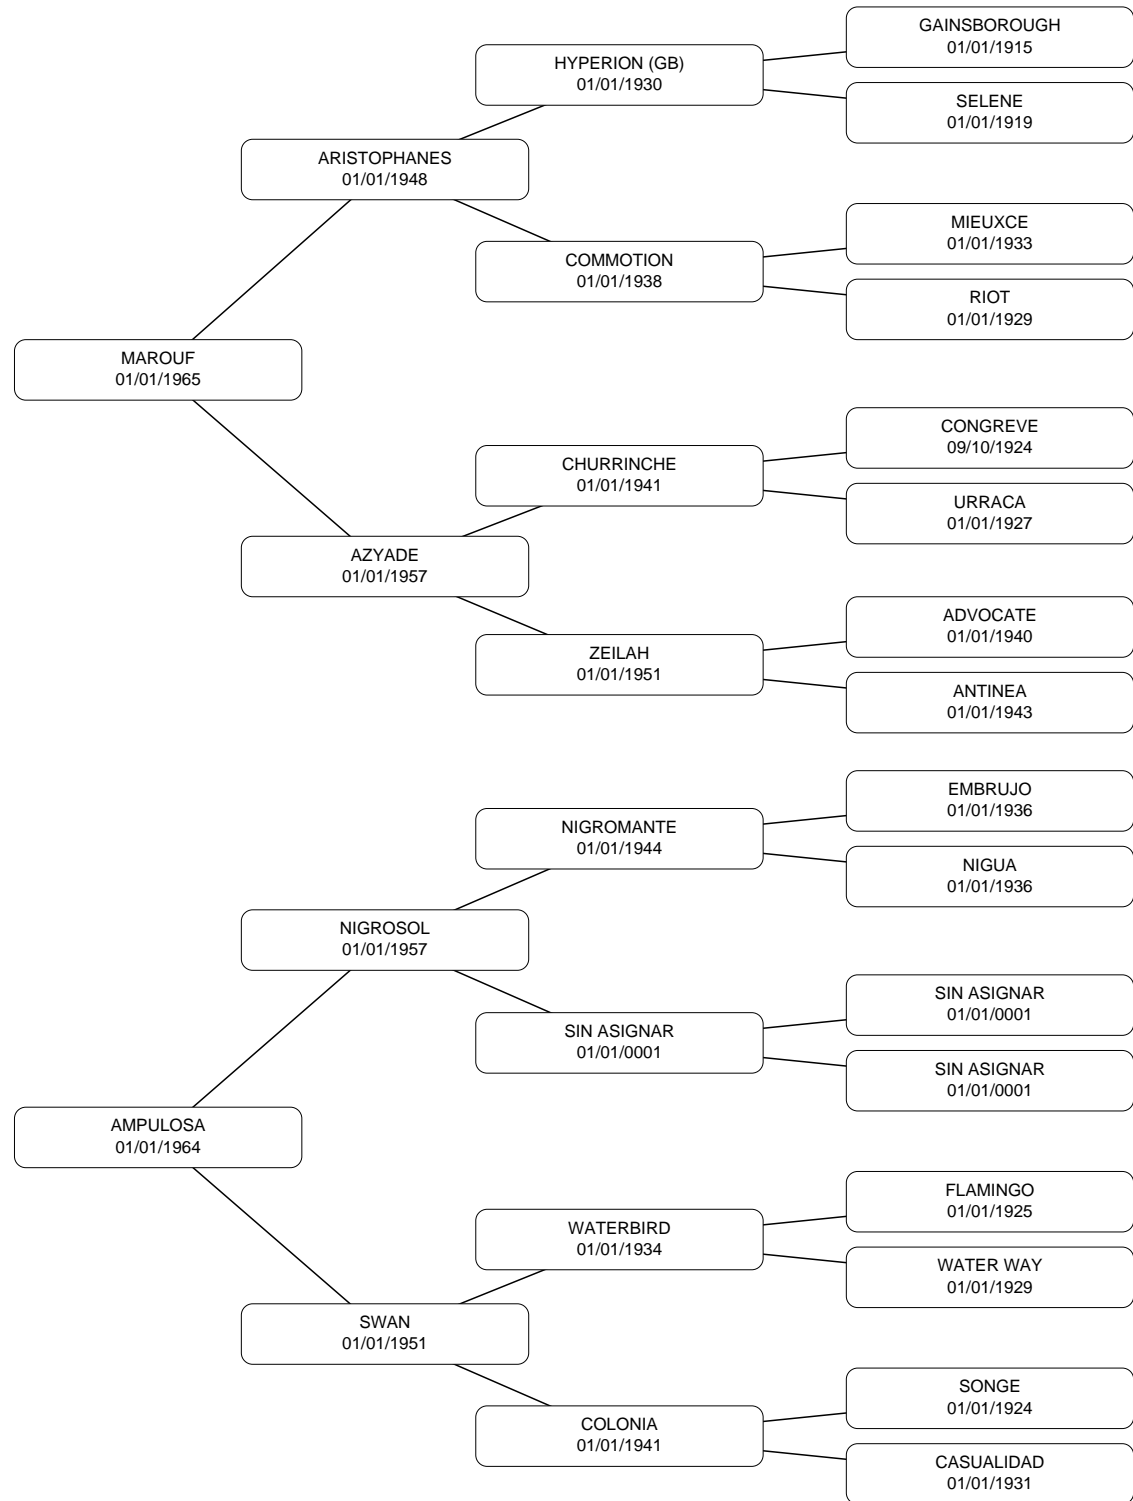 GAINSBOROUGH
01/01/1915
HYPERION (GB)
01/01/1930
SELENE
01/01/1919
ARISTOPHANES
01/01/1948
MIEUXCE
01/01/1933
COMMOTION
01/01/1938
RIOT
01/01/1929
MAROUF
01/01/1965
CONGREVE
09/10/1924
CHURRINCHE
01/01/1941
URRACA
01/01/1927
AZYADE
01/01/1957
ADVOCATE
01/01/1940
ZEILAH
01/01/1951
ANTINEA
01/01/1943
EMBRUJO
01/01/1936
NIGROMANTE
01/01/1944
NIGUA
01/01/1936
NIGROSOL
01/01/1957
SIN ASIGNAR
01/01/0001
SIN ASIGNAR
01/01/0001
SIN ASIGNAR
01/01/0001
AMPULOSA
01/01/1964
FLAMINGO
01/01/1925
WATERBIRD
01/01/1934
WATER WAY
01/01/1929
SWAN
01/01/1951
SONGE
01/01/1924
COLONIA
01/01/1941
CASUALIDAD
01/01/1931